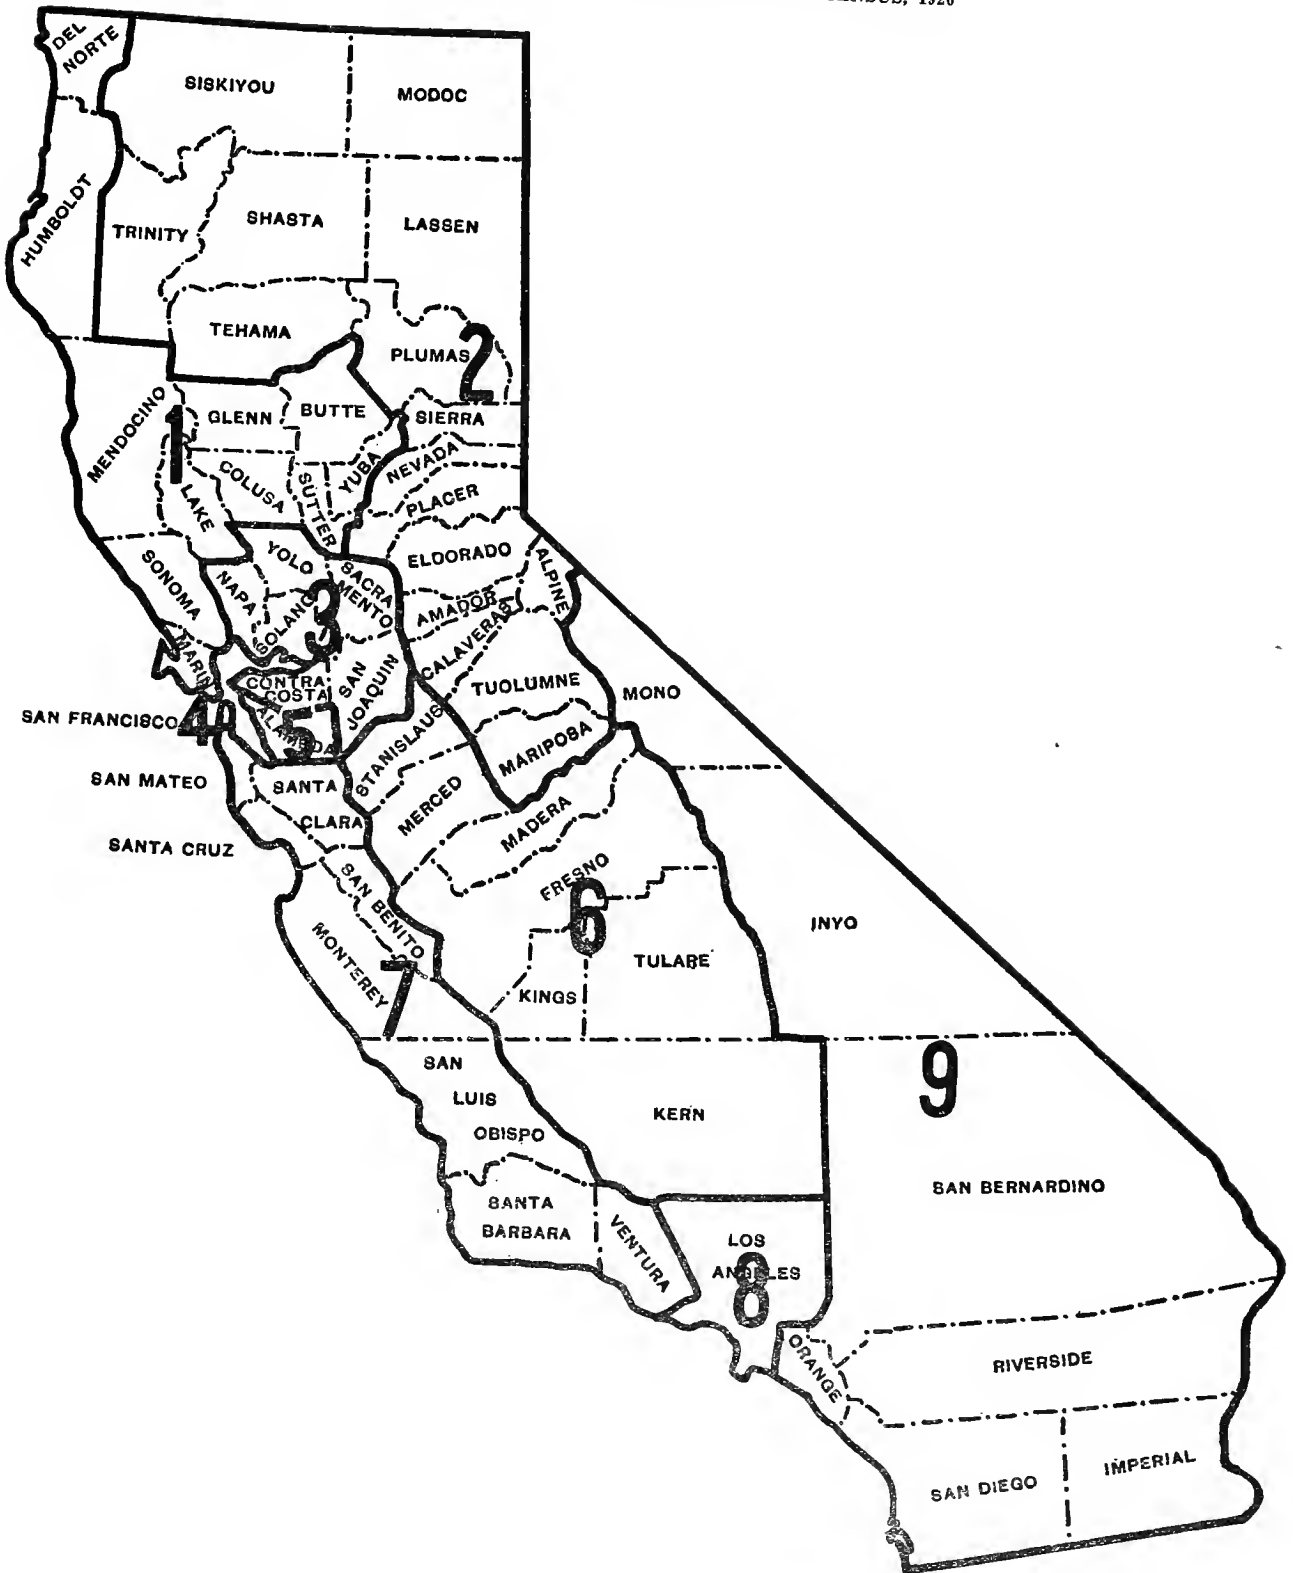 1920
DEL
NORTE
SISKIYOU
MODOC
HUMBOLDT
TRINITY
SHASTA
LASSEN
TEHAMA
PLUMAS
2
MENDOCINO
1
GLENN
BUTTE
SIERRA
COLUSA
SUTTER
YUBA
NEVADA
PLACER
LAKE
YOLO
ELDORADO
ALPINE
SONOMA
NAPA
SOLANO
3
SACRA
MENTO
AMADOR
CALAVERAS
MARIN
CONTRA
COSTA
SAN
JOAQUIN
TUOLUMNE
MONO
SAN FRANCISCO
4
ALAMEDA
5
STANISLAUS
MARIPOSA
SAN MATEO
SANTA
CLARA
MERCED
MADERA
SANTA CRUZ
SAN
BENITO
FRESNO
6
INYO
MONTEREY
7
KINGS
TULARE
SAN
LUIS
OBISPO
KERN
9
SAN BERNARDINO
SANTA
BARBARA
VENTURA
LOS
ANGELES
8
ORANGE
RIVERSIDE
SAN DIEGO
IMPERIAL